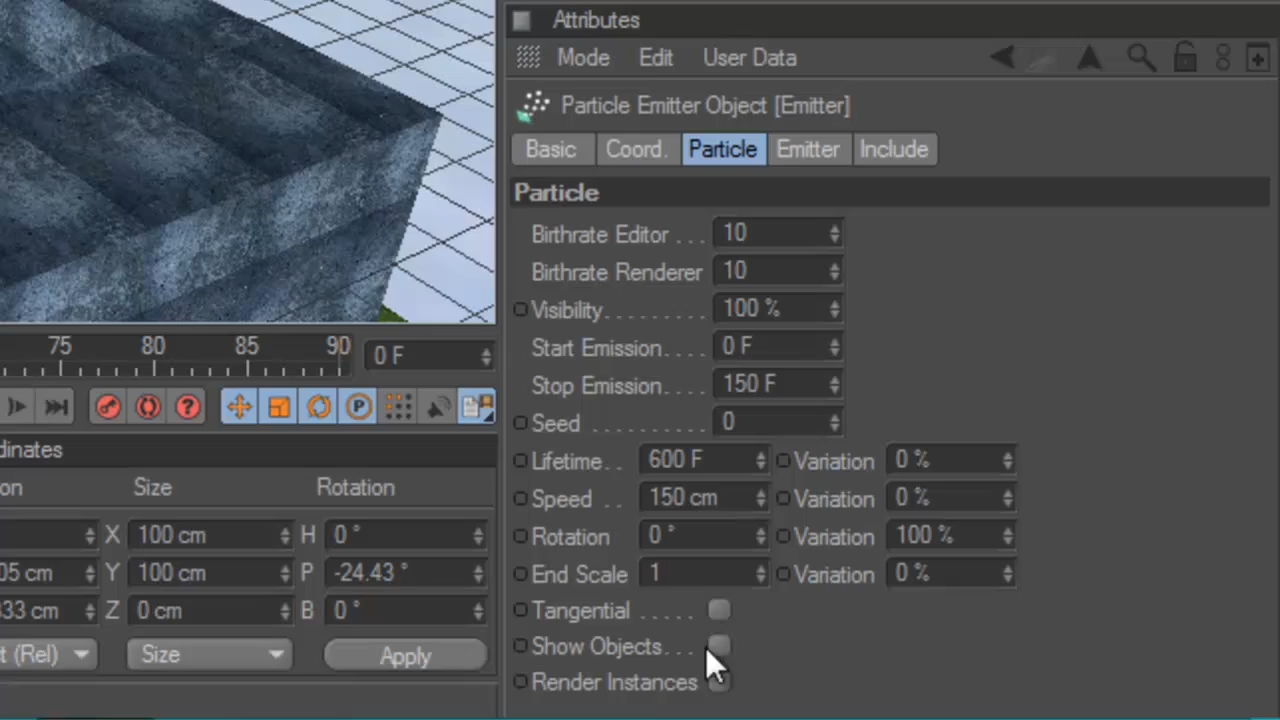 Attributes
Mode Edit User Data
Particle Emitter Object [Emitter]
Basic Coord. Particle Emitter Include
Particle
Birthrate Editor . . . 10
Birthrate Renderer 10
Visibility. . . . . . . . . 100 %
Start Emission. . . . 0 F
Stop Emission. . . . 150 F
Seed . . . . . . . . . . 0
Lifetime. . 600 F Variation 0 %
Speed . . 150 cm Variation 0 %
Rotation 0 ° Variation 100 %
End Scale 1 Variation 0 %
Tangential . . . . .
Show Objects. . .
Render Instances
75 80 85 90 0 F
P
?
dinates
on Size Rotation
X 100 cm H 0 °
05 cm Y 100 cm P -24.43 °
333 cm Z 0 cm B 0 °
t (Rel) Size Apply